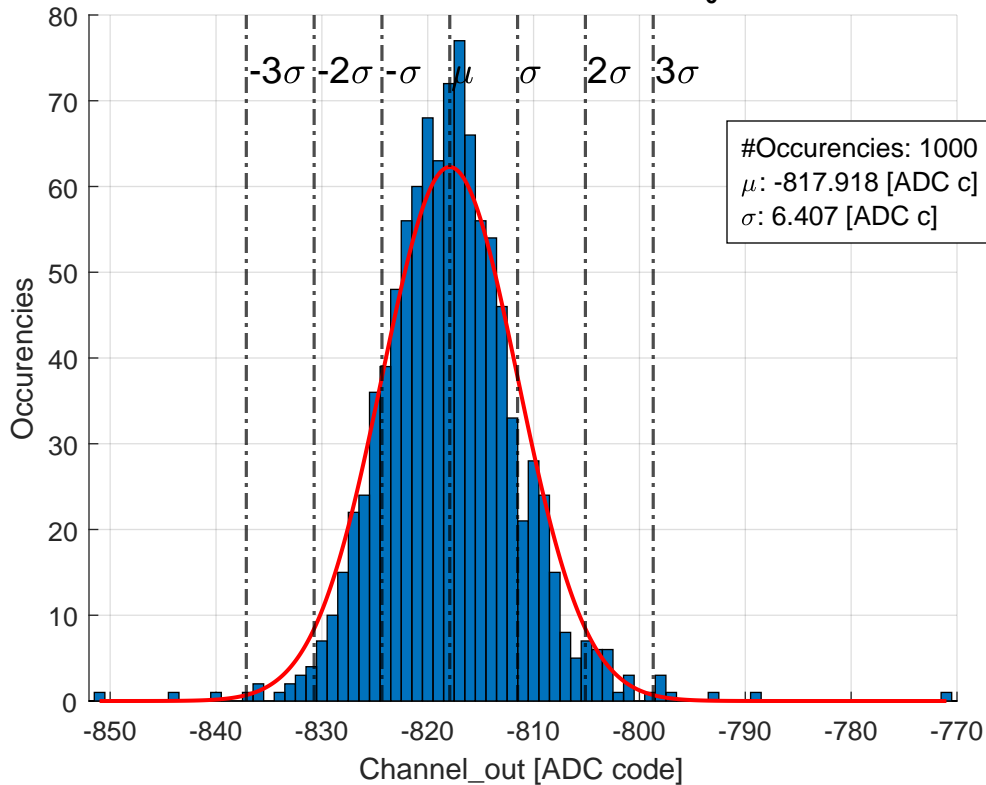 80
70
60
50
40
30
20
10
0
Occurencies
-3σ -2σ -σ μ σ 2σ 3σ
#Occurencies: 1000
μ: -817.918 [ADC c]
σ: 6.407 [ADC c]
-850 -840 -830 -820 -810 -800 -790 -780 -770
Channel_out [ADC code]